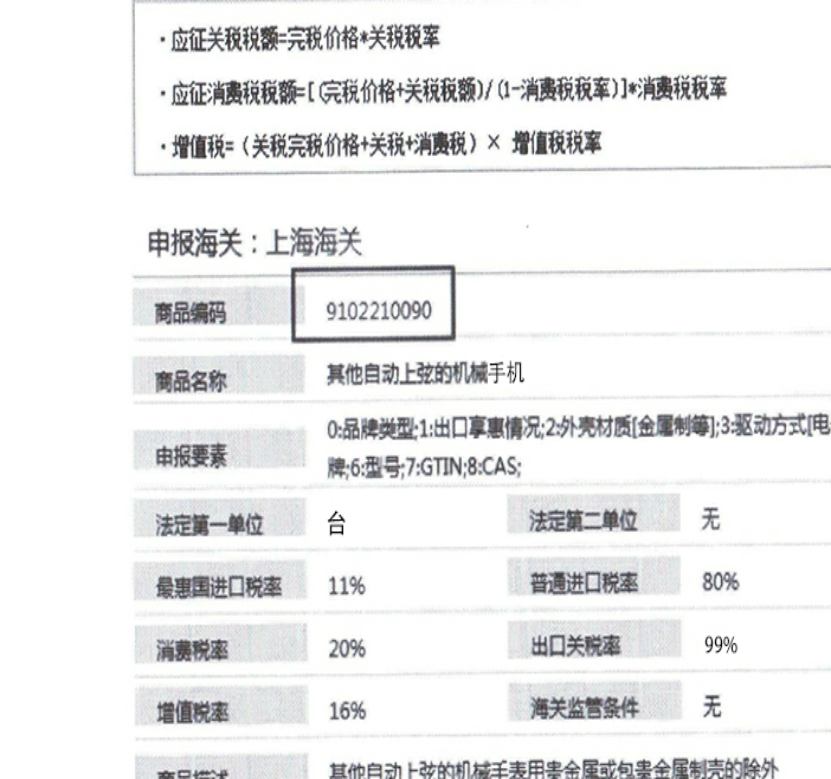 ·应征关税税额=完税价格*关税税率
·应征消费税税额=[(完税价格+关税税额)/(1-消费税税率)]*消费税税率
·增值税=(关税完税价格+关税+消费税)× 增值税税率
申报海关：上海海关
商品编码 9102210090
商品名称 其他自动上弦的机械手机
0:品牌类型;1:出口享惠情况;2:外壳材质[金属制等];3:驱动方式[电
申报要素
牌;6:型号;7:GTIN;8:CAS;
法定第一单位 台 法定第二单位 无
最惠国进口税率 11% 普通进口税率 80%
消费税率 20% 出口关税率 99%
增值税率 16% 海关监管条件 无
商品描述 其他自动上弦的机械手表用贵金属或包贵金属制壳的除外